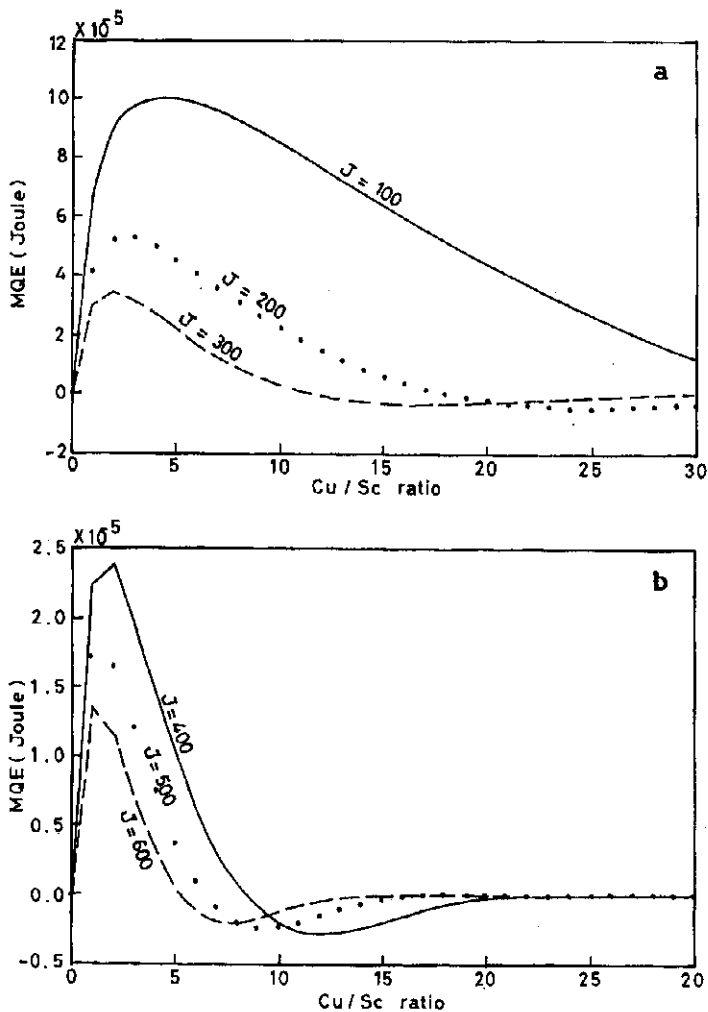 X 10⁻⁵
a
12
10
8
6
4
2
0
-2
MQE (Joule)
J = 100
J = 200
J = 300
0 5 10 15 20 25 30
Cu / Sc ratio
X10⁻⁵
b
2.5
2.0
1.5
1.0
0.5
0.0
-0.5
MQE (Joule)
J=400
J=500
J=600
0 5 10 15 20 25 20
Cu / Sc ratio